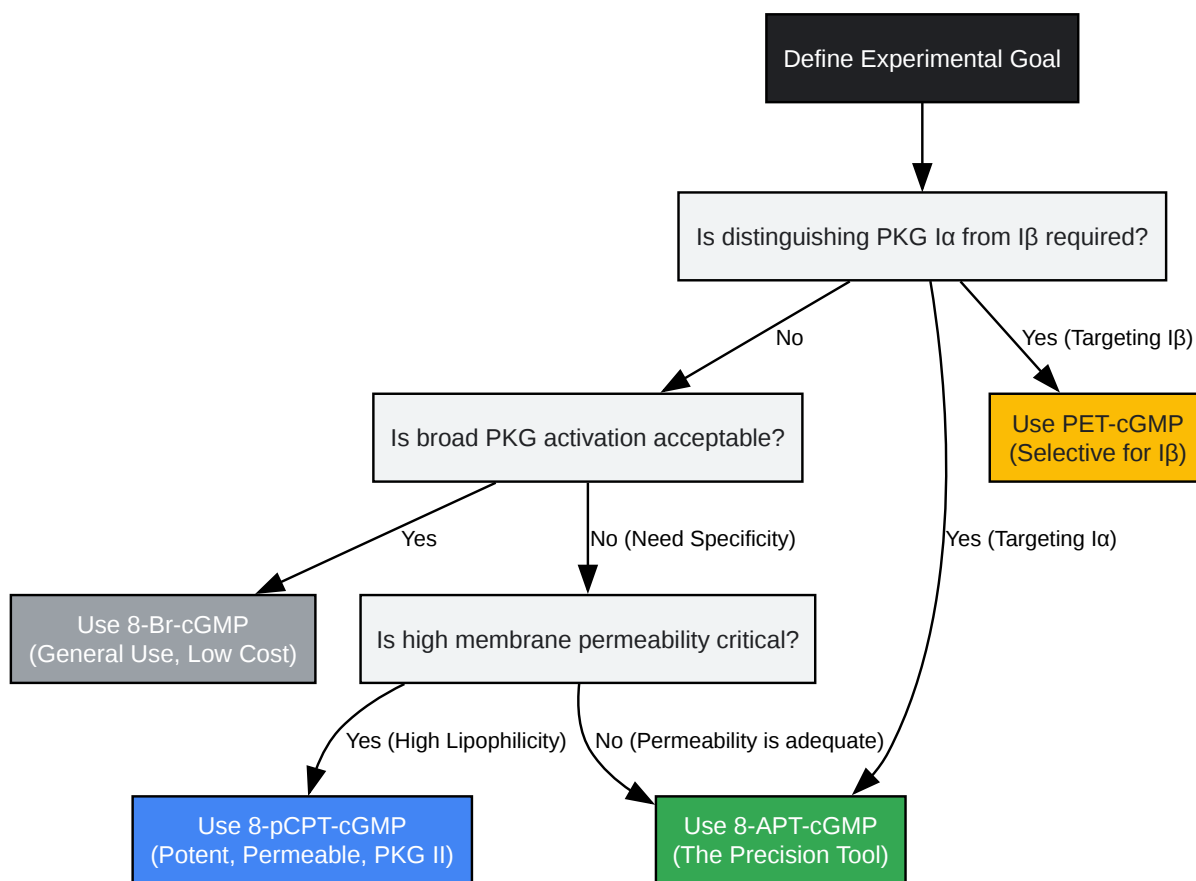 Define Experimental Goal
Is distinguishing PKG Iα from Iβ required?
No
Yes (Targeting Iβ)
Is broad PKG activation acceptable?
Use PET-cGMP
(Selective for Iβ)
Yes
No (Need Specificity)
Yes (Targeting Iα)
Use 8-Br-cGMP
(General Use, Low Cost)
Is high membrane permeability critical?
Yes (High Lipophilicity)
No (Permeability is adequate)
Use 8-pCPT-cGMP
(Potent, Permeable, PKG II)
Use 8-APT-cGMP
(The Precision Tool)